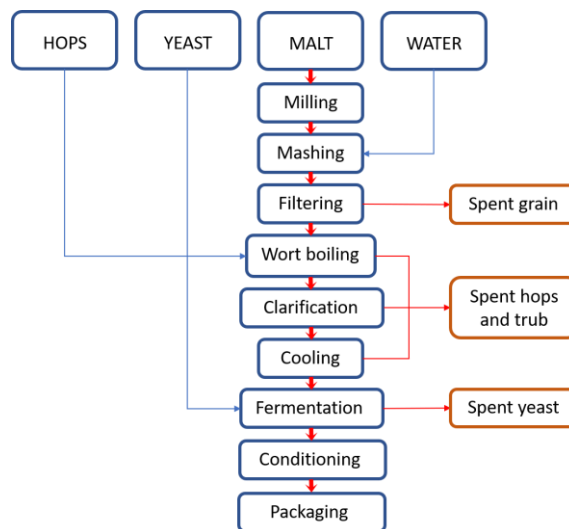 HOPS
YEAST
MALT
WATER
Milling
Mashing
Filtering
Spent grain
Wort boiling
Clarification
Spent hops
and trub
Cooling
Fermentation
Spent yeast
Conditioning
Packaging